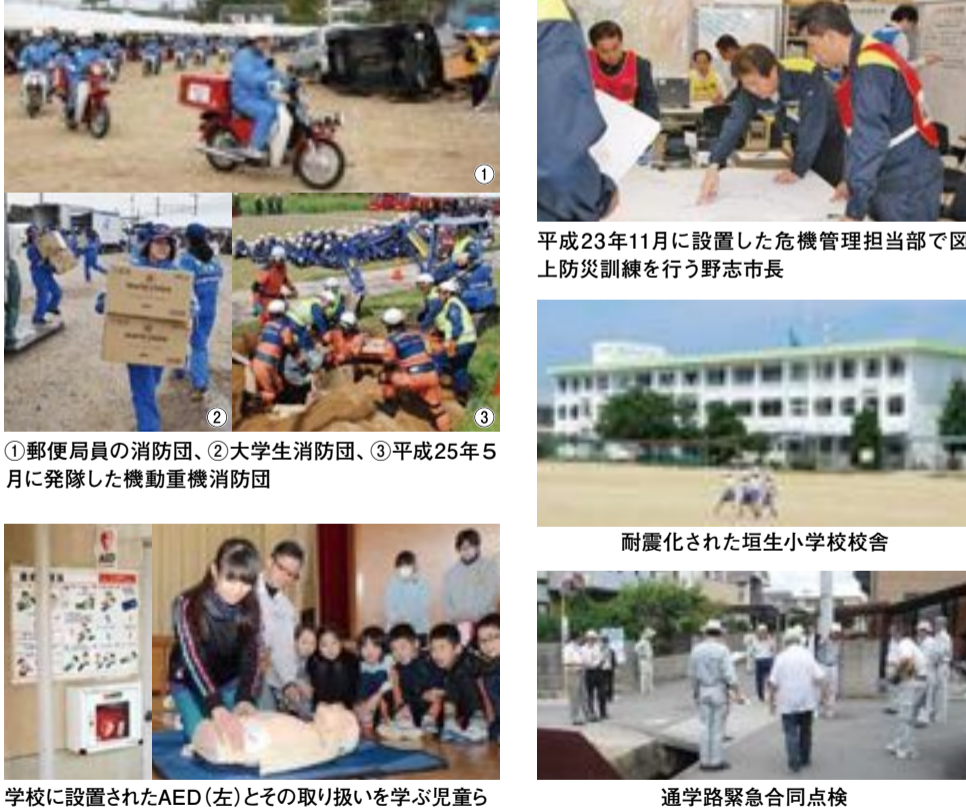 ①
②
③
①郵便局員の消防団、②大学生消防団、③平成25年5
月に発隊した機動重機消防団
AED
学校に設置されたAED（左）とその取り扱いを学ぶ児童ら
平成23年11月に設置した危機管理担当部で図
上防災訓練を行う野志市長
耐震化された垣生小学校校舎
通学路緊急合同点検